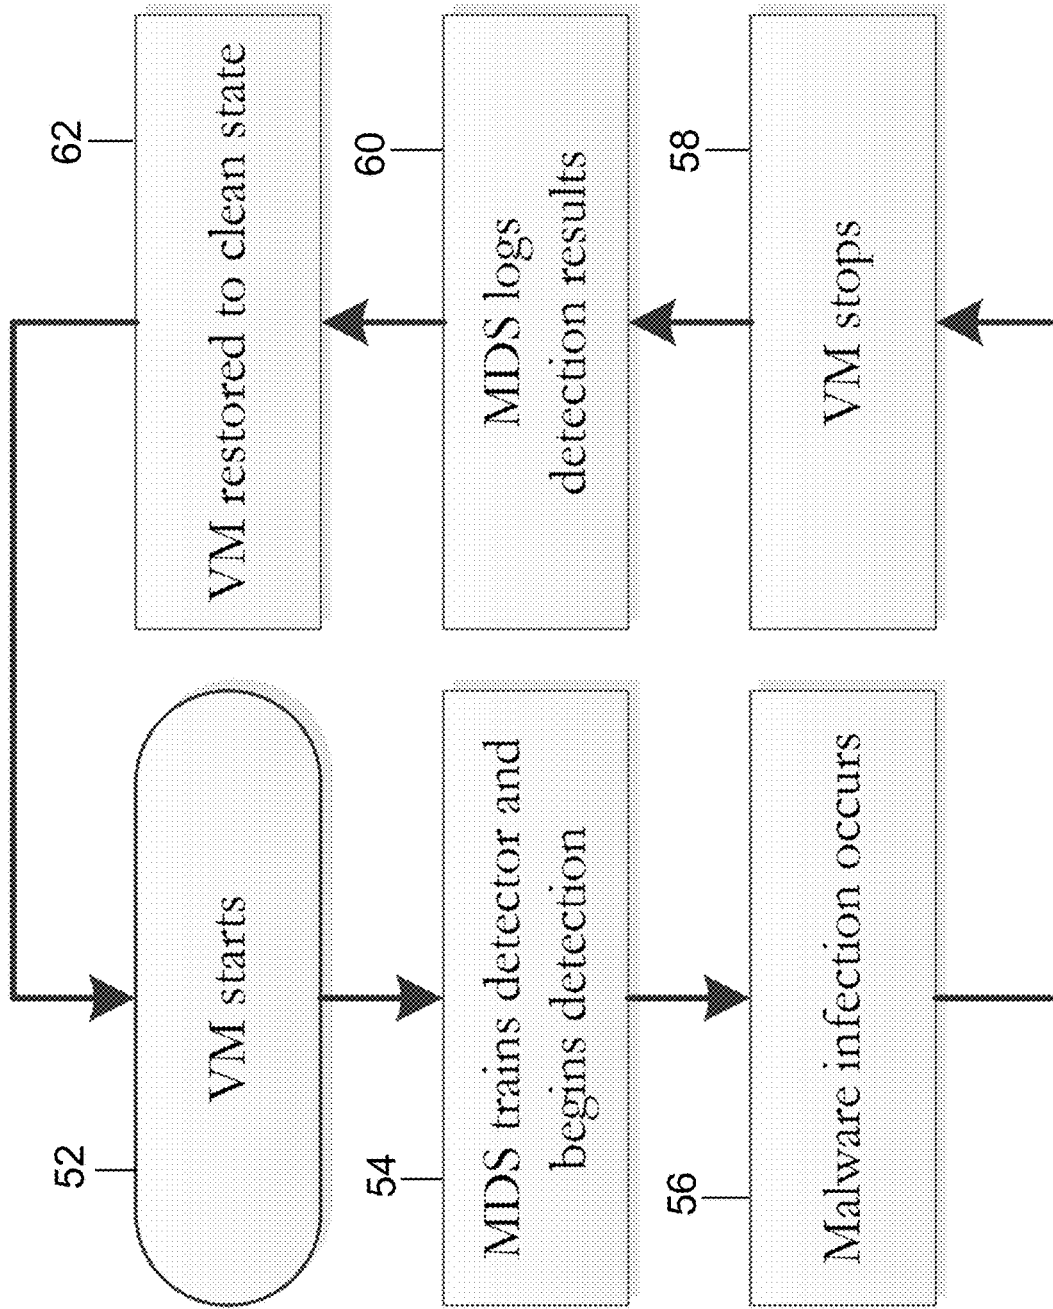 52
VM starts
54
MDS trains detector and
begins detection
56
Malware infection occurs
58
VM stops
60
MDS logs
detection results
62
VM restored to clean state